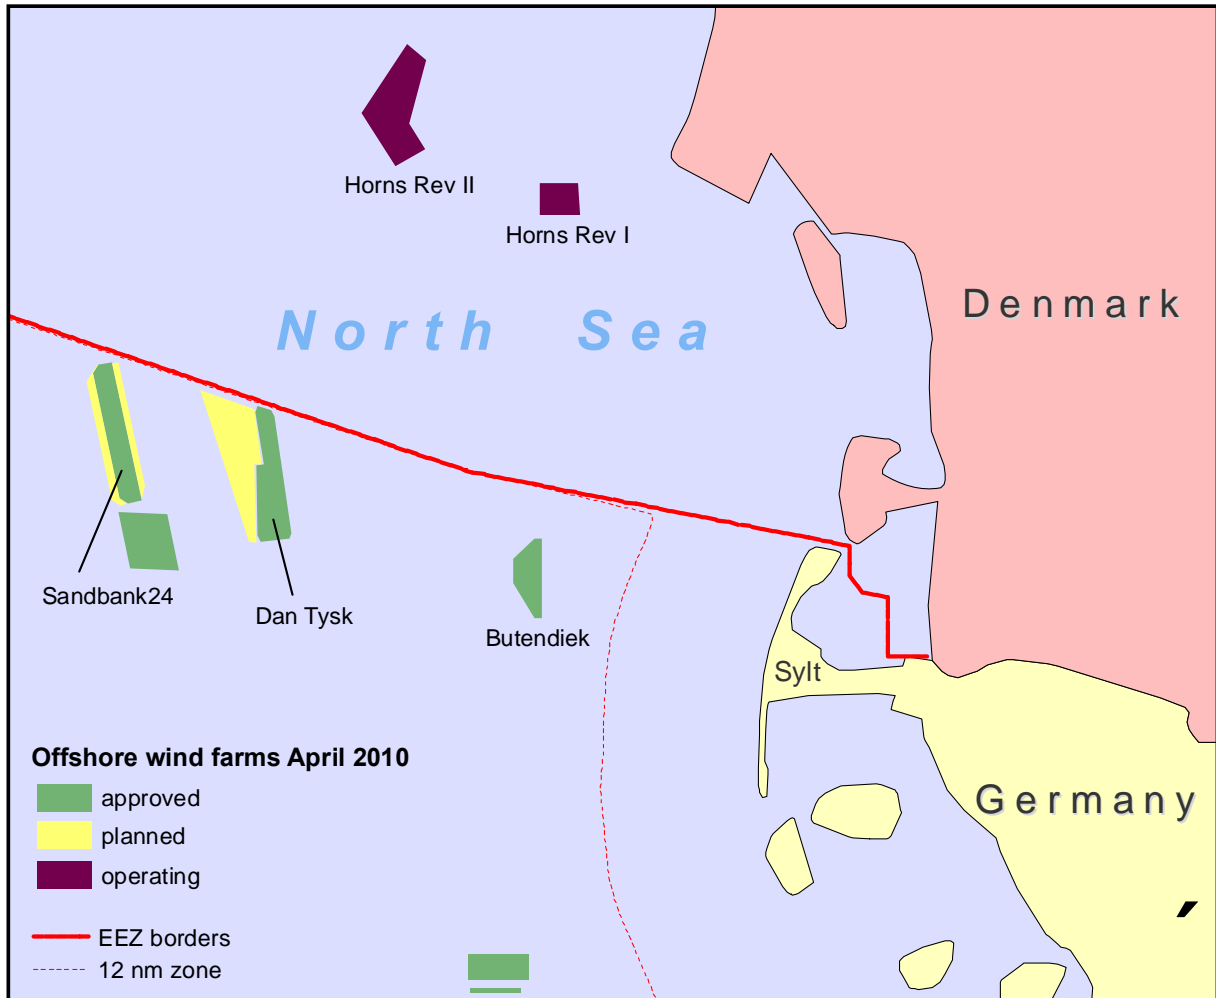 Horns Rev II
Horns Rev I
Denmark
North Sea
Sandbank24
Dan Tysk
Butendiek
Sylt
Offshore wind farms April 2010
approved
planned
operating
Germany
EEZ borders
12 nm zone